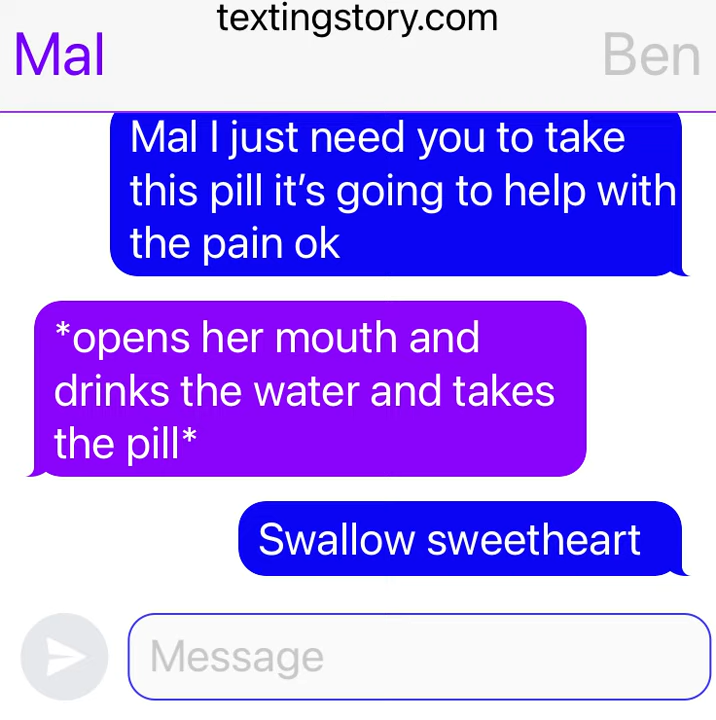 textingstory.com
Mal
Ben
Mal I just need you to take
this pill it’s going to help with
the pain ok
*opens her mouth and
drinks the water and takes
the pill*
Swallow sweetheart
Message